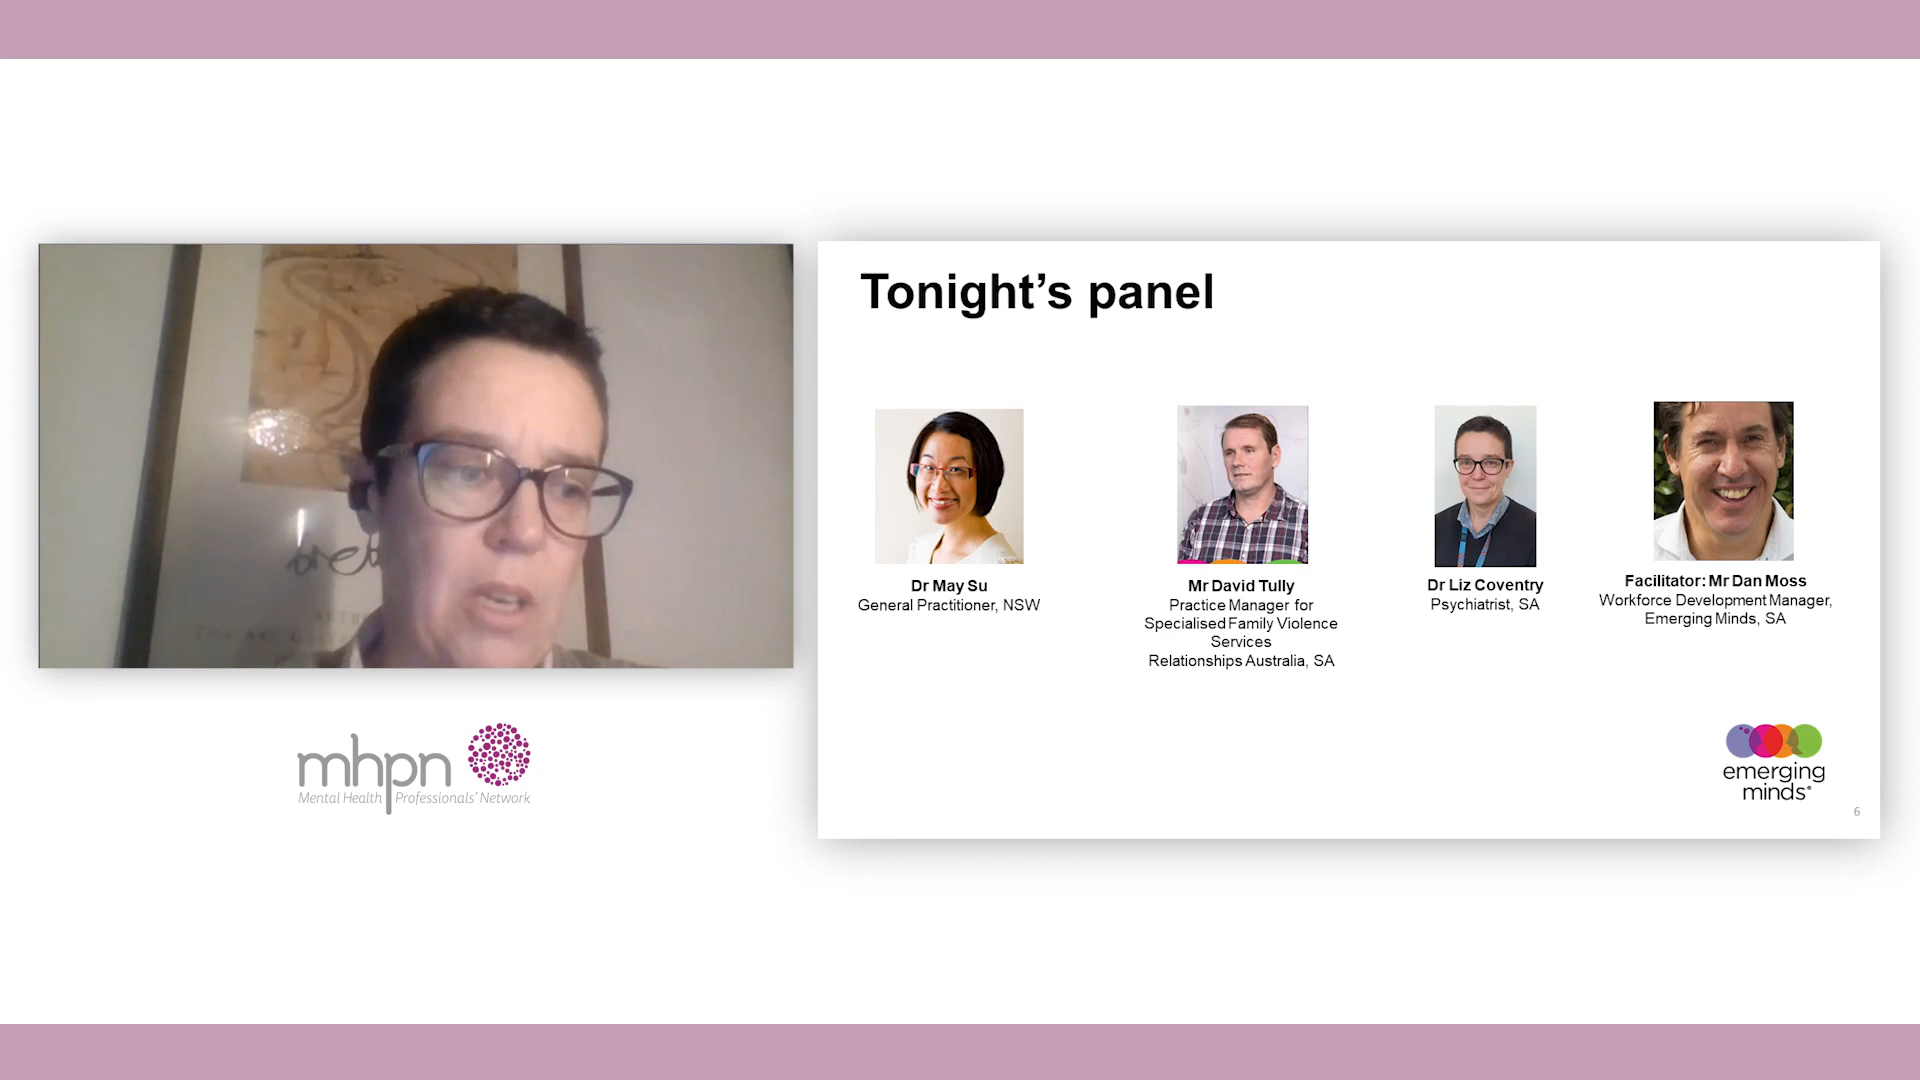 Tonight's panel
Dr May Su
General Practitioner, NSW
Mr David Tully
Practice Manager for
Specialised Family Violence
Services
Relationships Australia, SA
Dr Liz Coventry
Psychiatrist, SA
Facilitator: Mr Dan Moss
Workforce Development Manager,
Emerging Minds, SA
mhpn
Mental Health Professionals' Network
emerging
minds
6